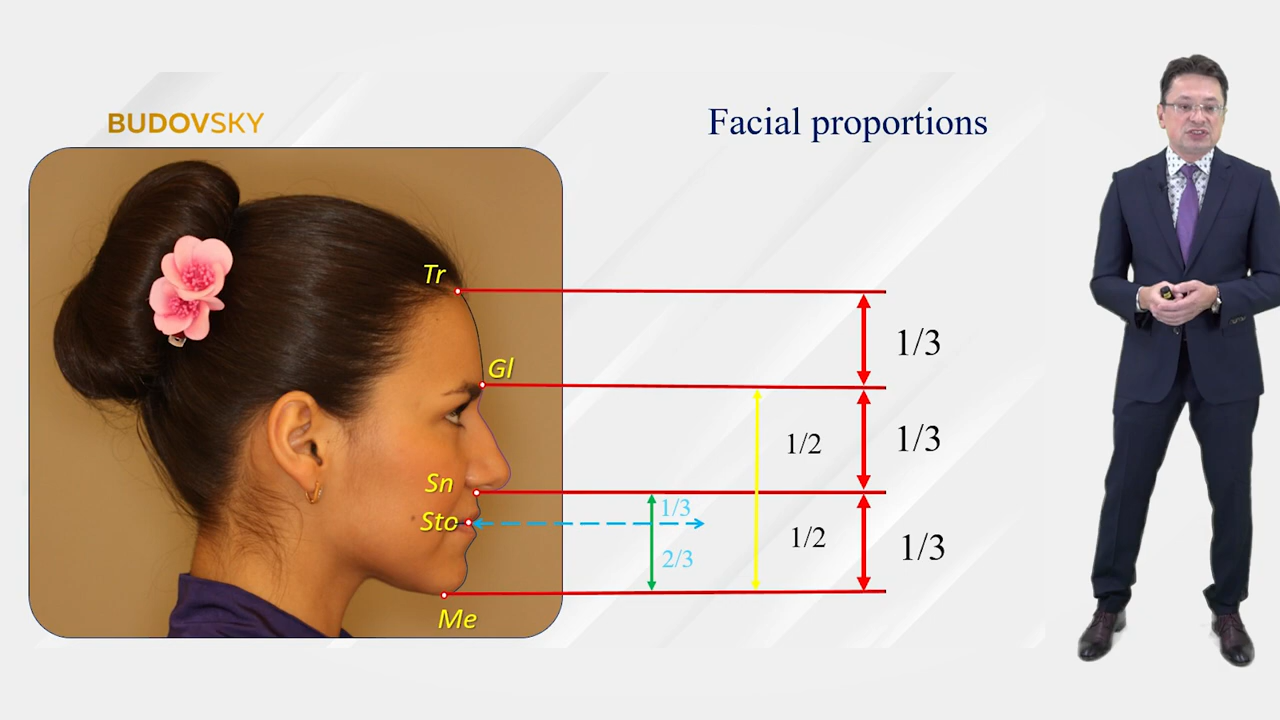 BUDOVSKY
Facial proportions
Tr
1/3
Gl
1/2
1/3
Sn
1/3
Sto
1/2
1/3
2/3
Me